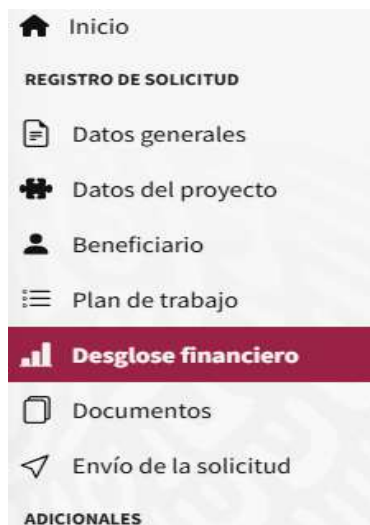 Inicio
REGISTRO DE SOLICITUD
Datos generales
Datos del proyecto
Beneficiario
Plan de trabajo
Desglose financiero
Documentos
Envío de la solicitud
ADICIONALES